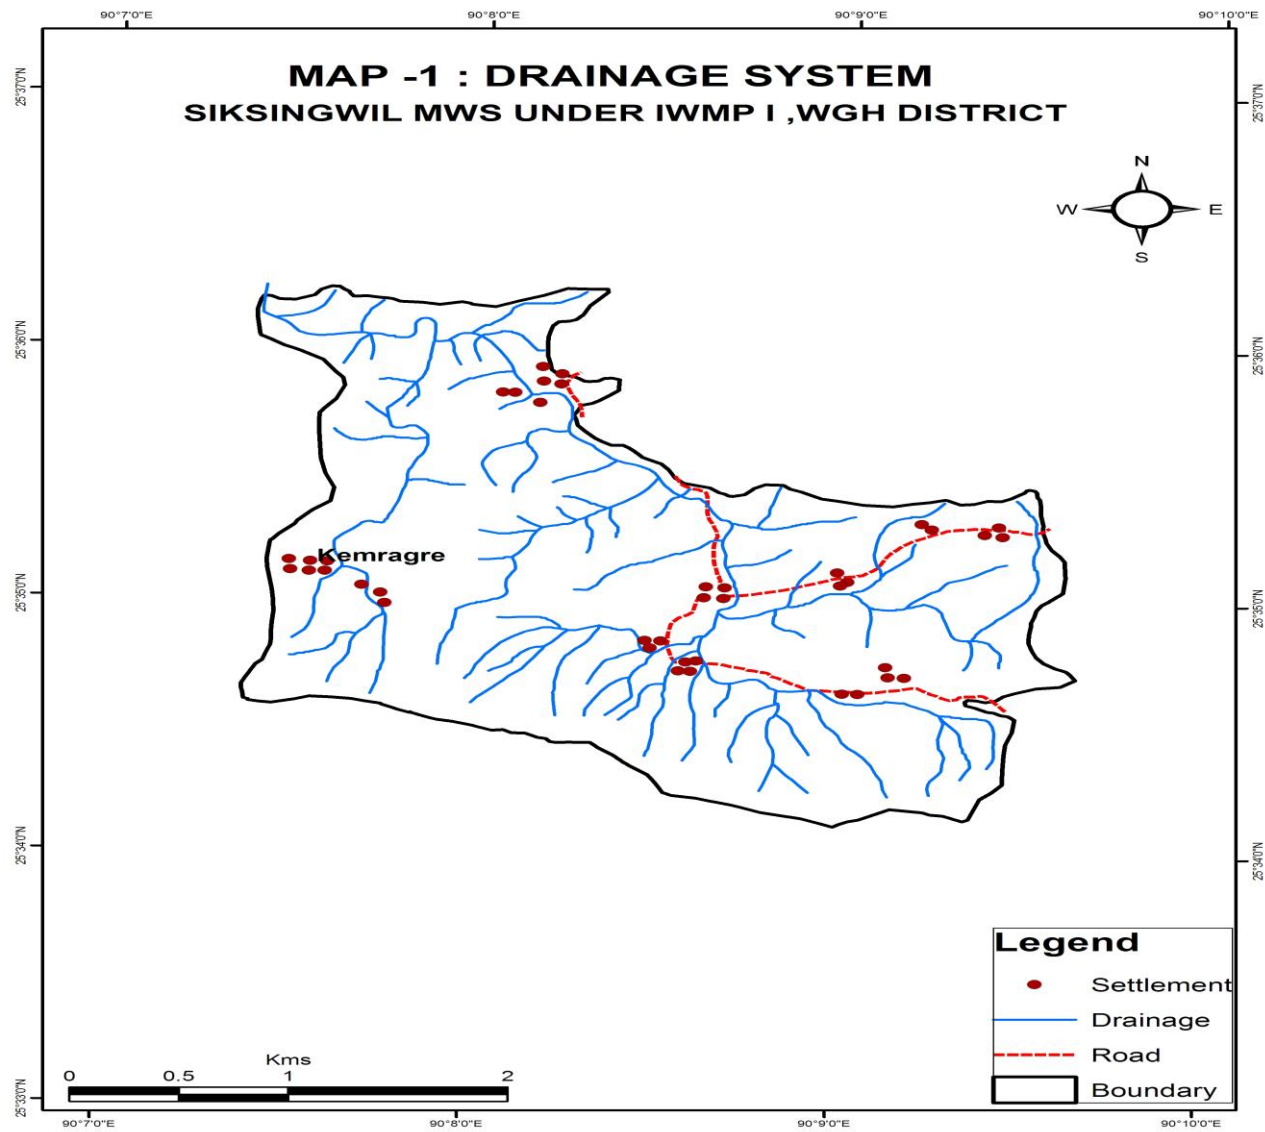 90°7'0"E 90°8'0"E 90°9'0"E 90°10'0"E
MAP -1 : DRAINAGE SYSTEM
SIKSINGWIL MWS UNDER IWMP I ,WGH DISTRICT
25°37'0"N
25°37'0"N
N
W E
S
25°36'0"N
25°36'0"N
Kemragre
25°35'0"N
25°35'0"N
25°34'0"N
25°34'0"N
Legend
Settlement
Drainage
Road
Boundary
Kms
0 0.5 1 2
25°33'0"N
90°7'0"E 90°8'0"E 90°9'0"E 90°10'0"E